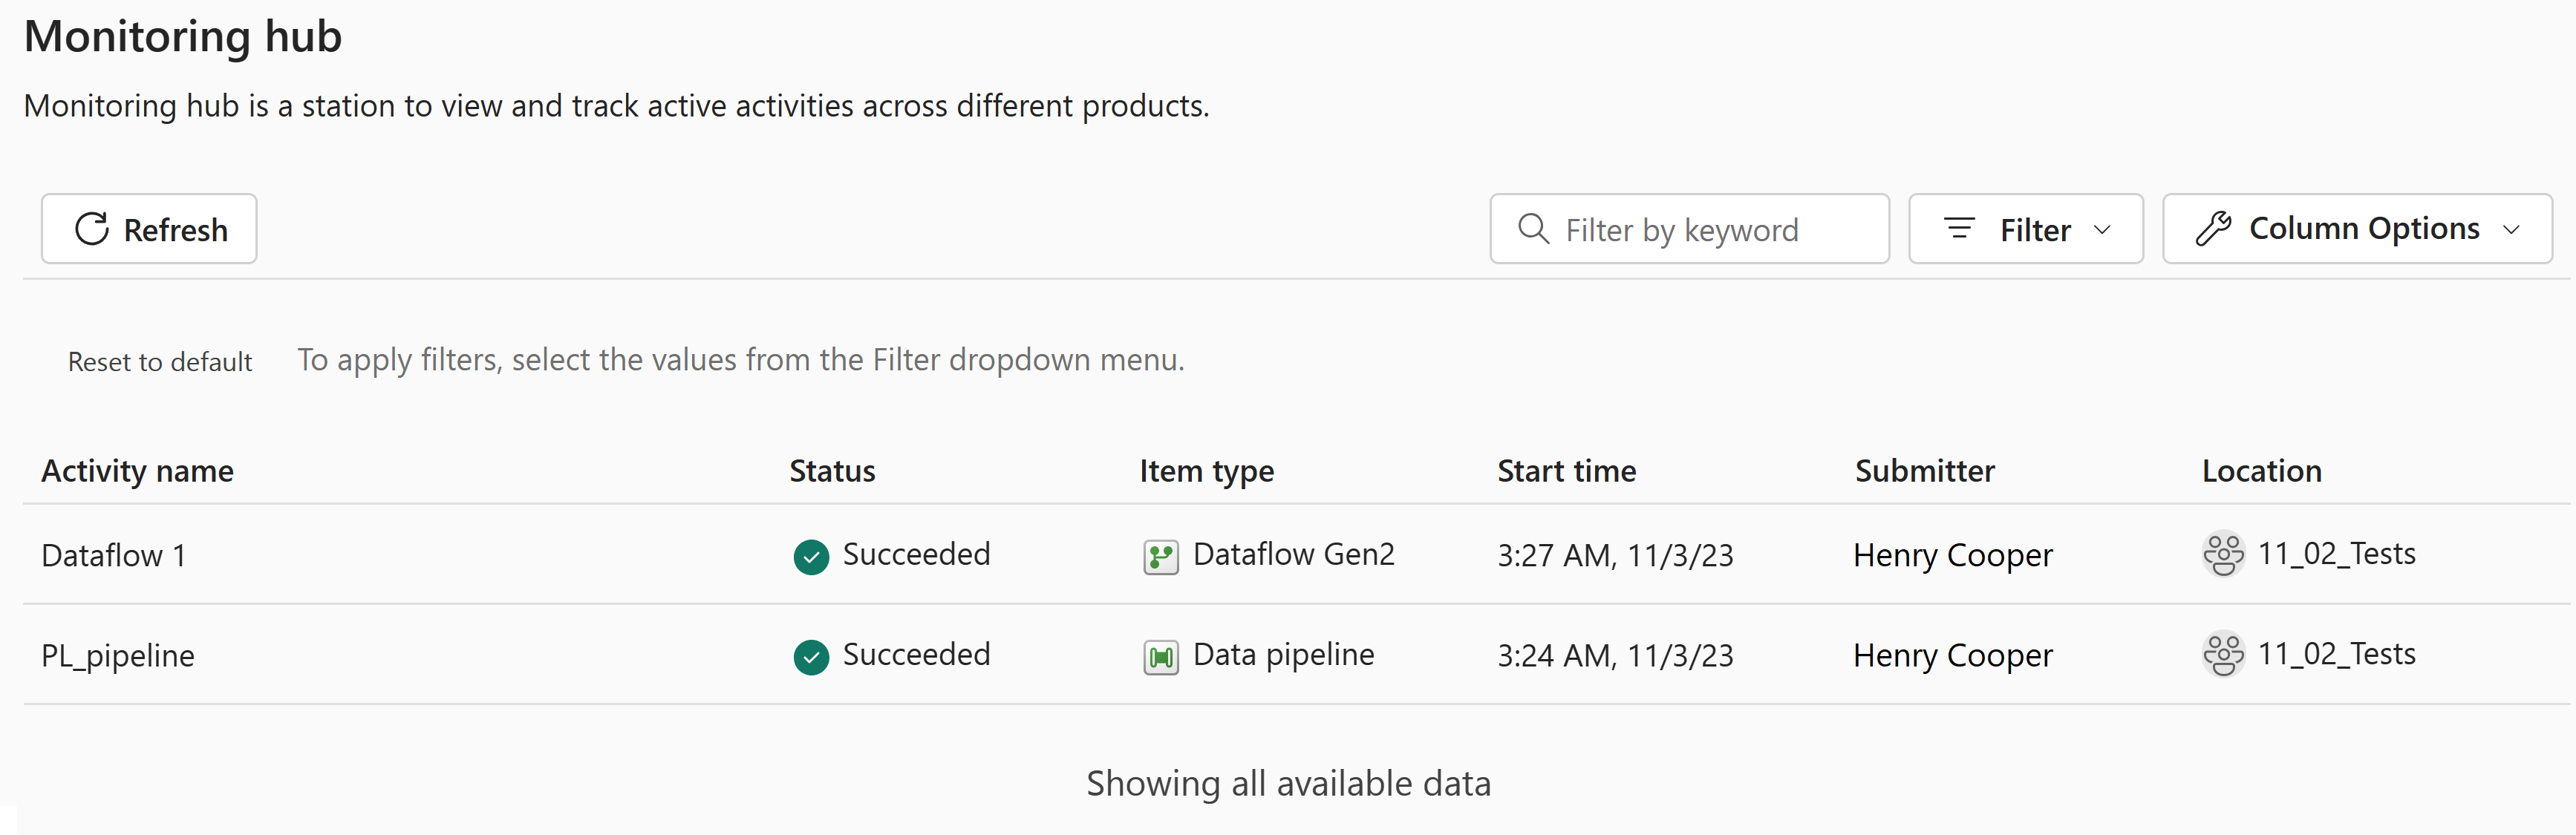 Monitoring hub
Monitoring hub is a station to view and track active activities across different products.
Refresh Filter by keyword Filter Column Options
Reset to default To apply filters, select the values from the Filter dropdown menu.
Activity name Status Item type Start time Submitter Location
Dataflow 1 Succeeded Dataflow Gen2 3:27 AM, 11/3/23 Henry Cooper 11_02_Tests
PL_pipeline Succeeded Data pipeline 3:24 AM, 11/3/23 Henry Cooper 11_02_Tests
Showing all available data